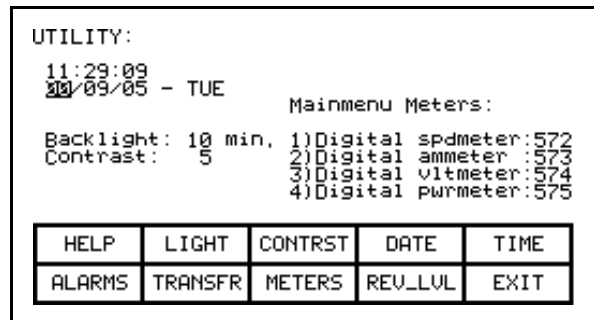 UTILITY:
11:29:09
00/09/05 - TUE
Mainmenu Meters:
Backlight: 10 min. 1)Digital spdmeter:572
Contrast: 5 2)Digital ammeter :573
3)Digital vltmeter:574
4)Digital pwrmeter:575
HELP LIGHT CONTRST DATE TIME
ALARMS TRANSFR METERS REV_LVL EXIT